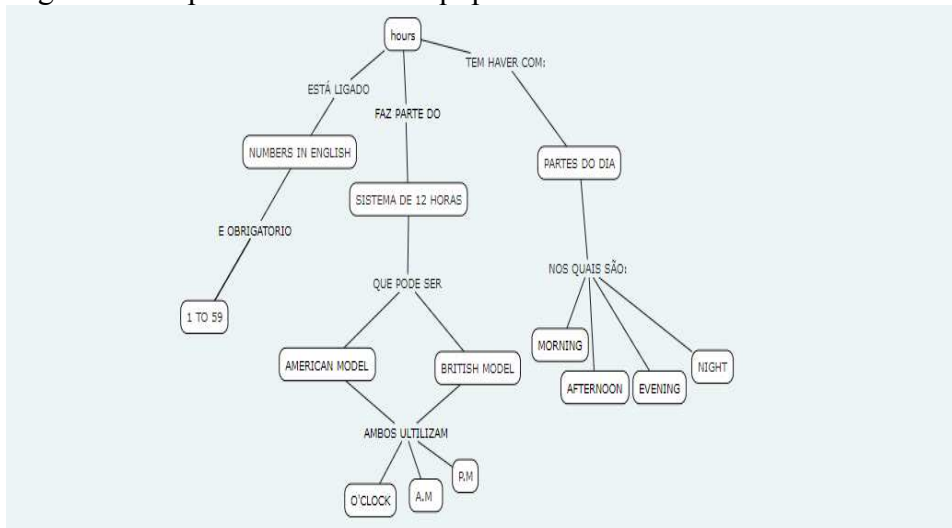 hours
TEM HAVER COM:
ESTÁ LIGADO
FAZ PARTE DO
NUMBERS IN ENGLISH
PARTES DO DIA
SISTEMA DE 12 HORAS
E OBRIGATORIO
NOS QUAIS SÃO:
QUE PODE SER
1 TO 59
MORNING
AMERICAN MODEL
BRITISH MODEL
NIGHT
AFTERNOON
EVENING
AMBOS ULTILIZAM
P.M
O'CLOCK
A.M